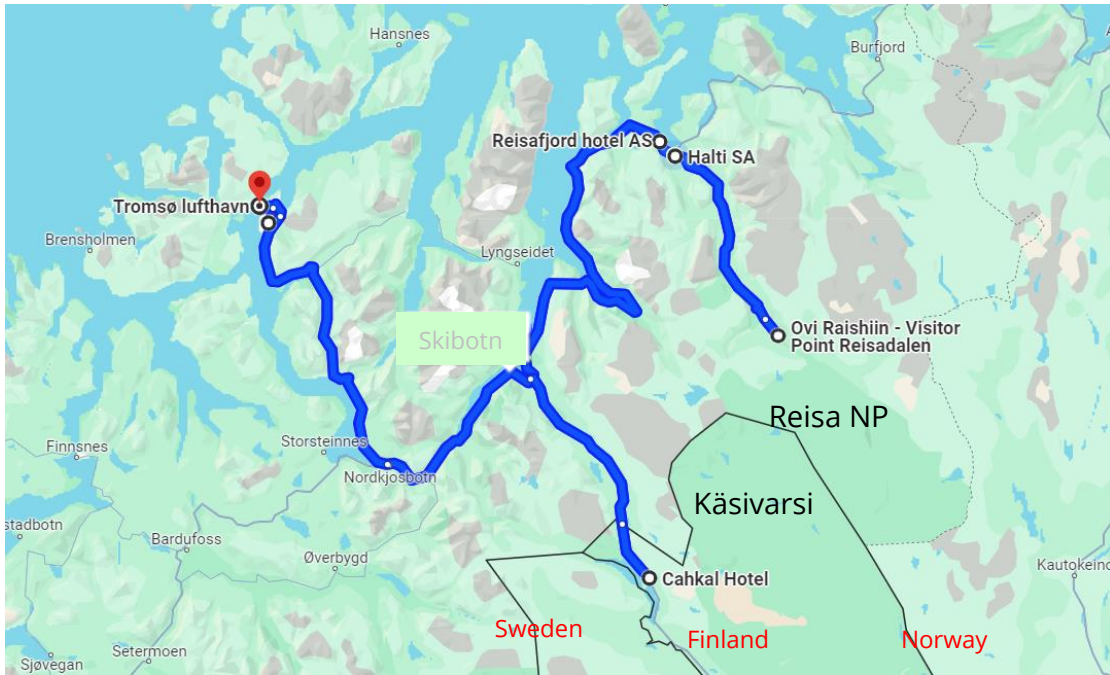 Hansnes
Burfjord
Reisafjord hotel AS
Halti SA
Tromsø lufthavn
Brensholmen
Lyngseidet
Skibotn
Ovi Raishiin - Visitor
Point Reisadalen
Reisa NP
Storsteinnes
Finnsnes
Nordkjosbotn
Käsivarsi
stadbotn
Bardufoss
Øverbygd
Kautokeino
Cahkal Hotel
Sweden
Finland
Norway
Setermoen
Sjøvegan